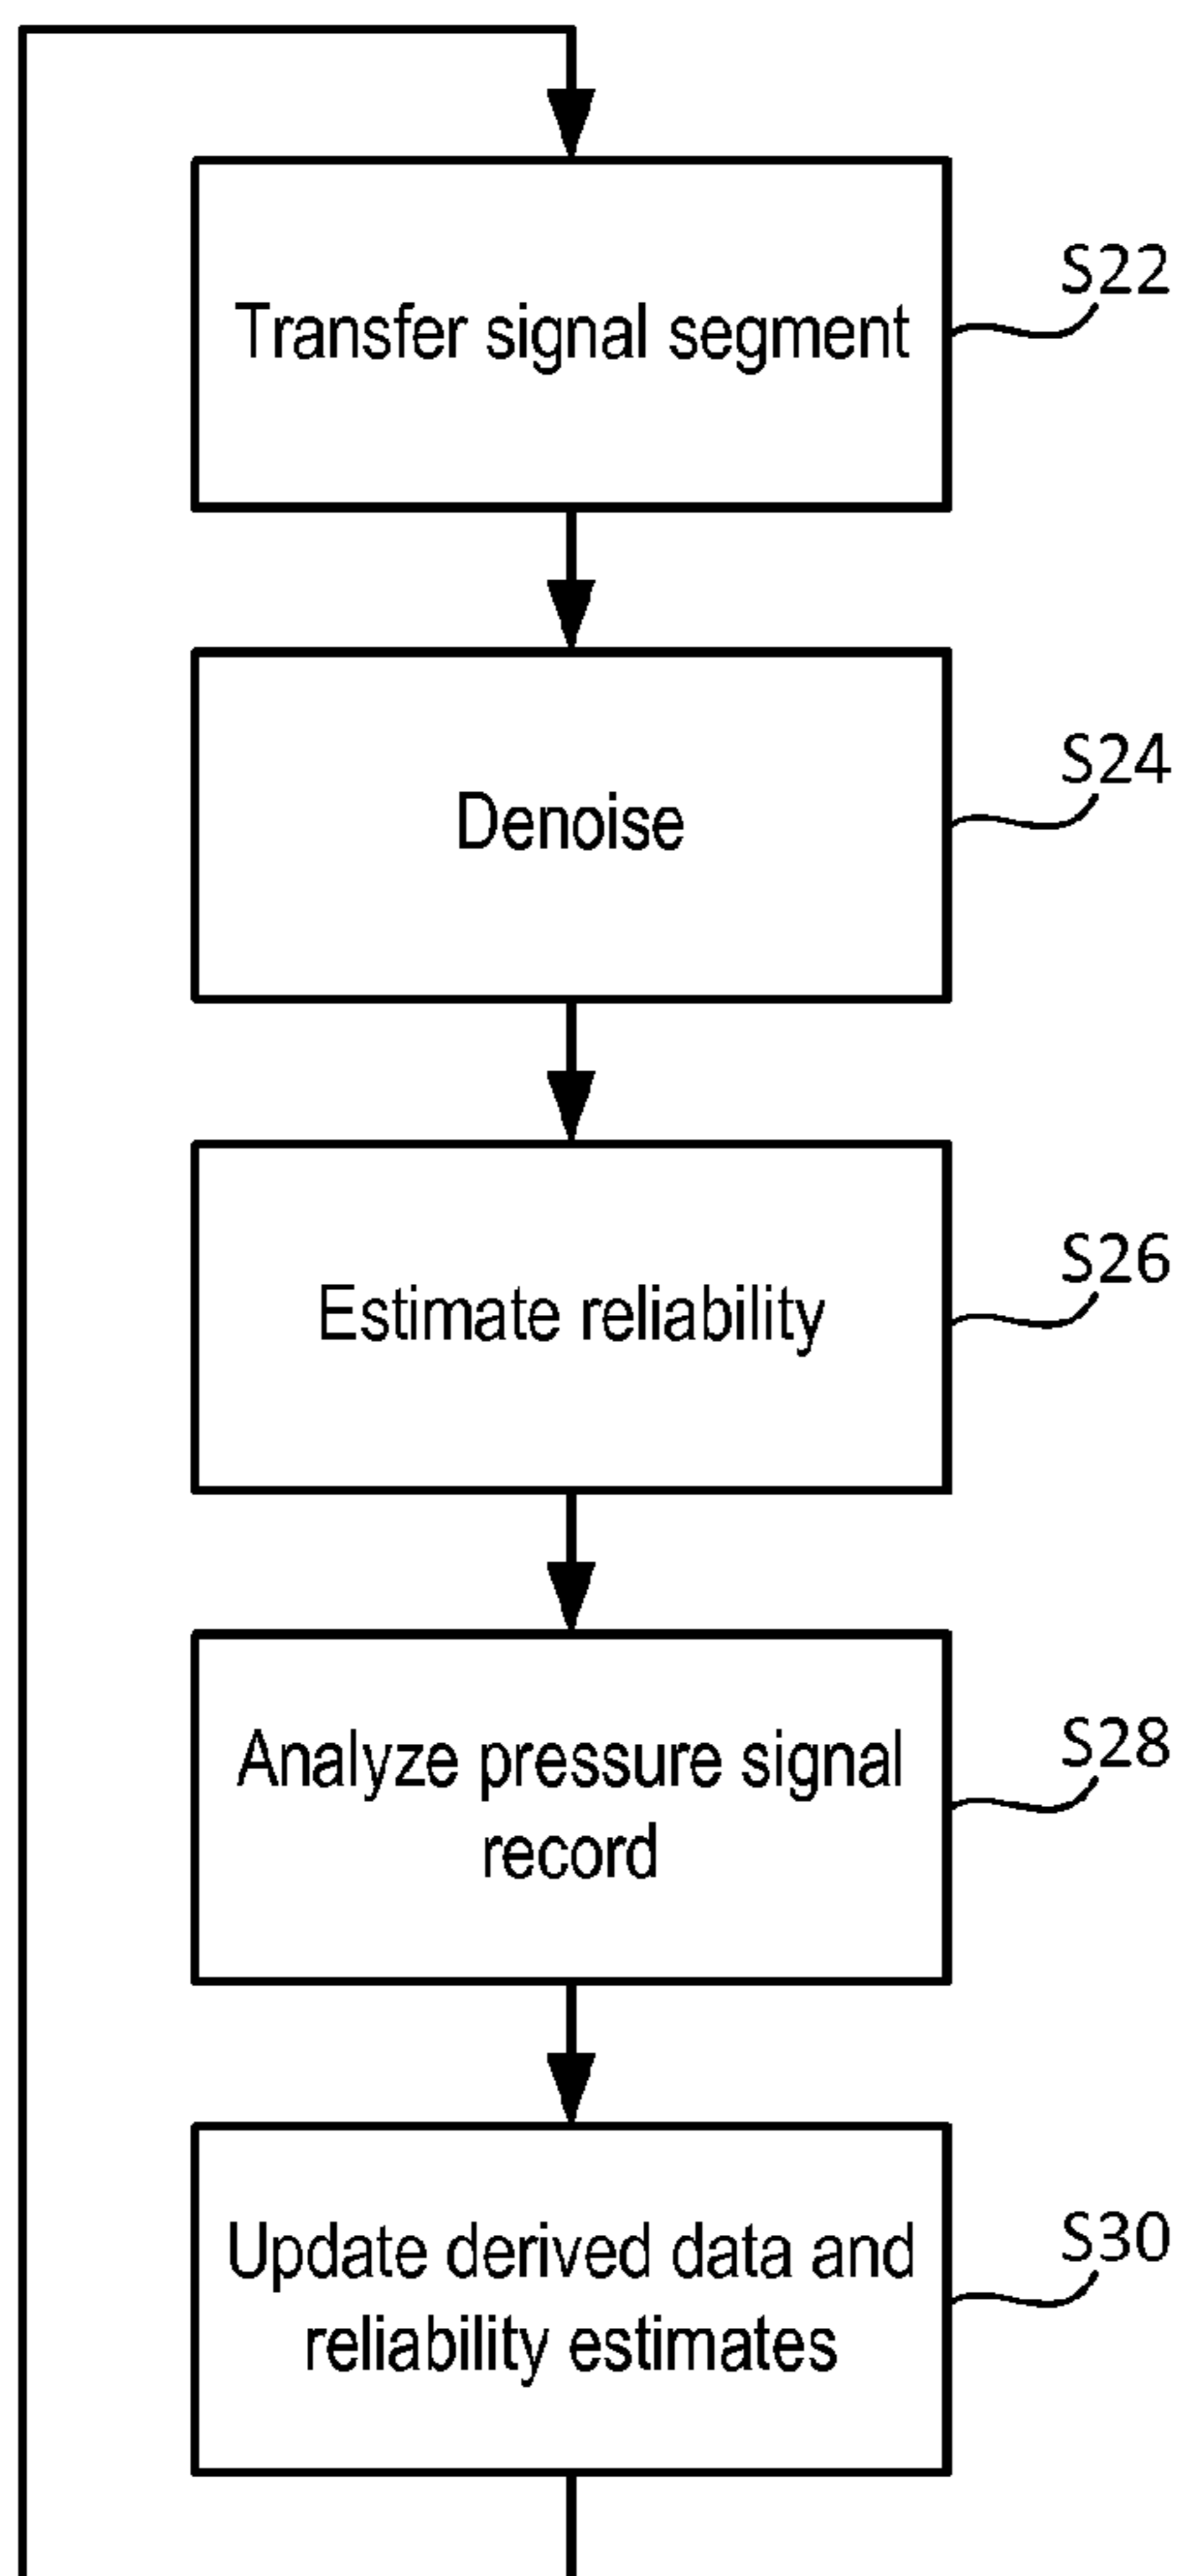 Transfer signal segment
S22
Denoise
S24
Estimate reliability
S26
Analyze pressure signal
record
S28
Update derived data and
reliability estimates
S30